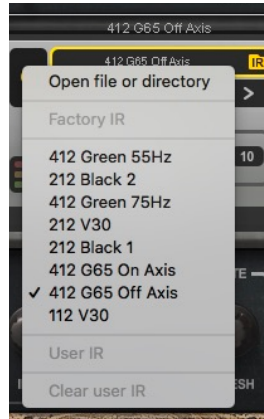 412 G65 Off Axis
412 G65 Off Axis
IR
Open file or directory
>
Factory IR
10
412 Green 55Hz
212 Black 2
412 Green 75Hz
212 V30
212 Black 1
412 G65 On Axis
✓ 412 G65 Off Axis
112 V30
User IR
Clear user IR